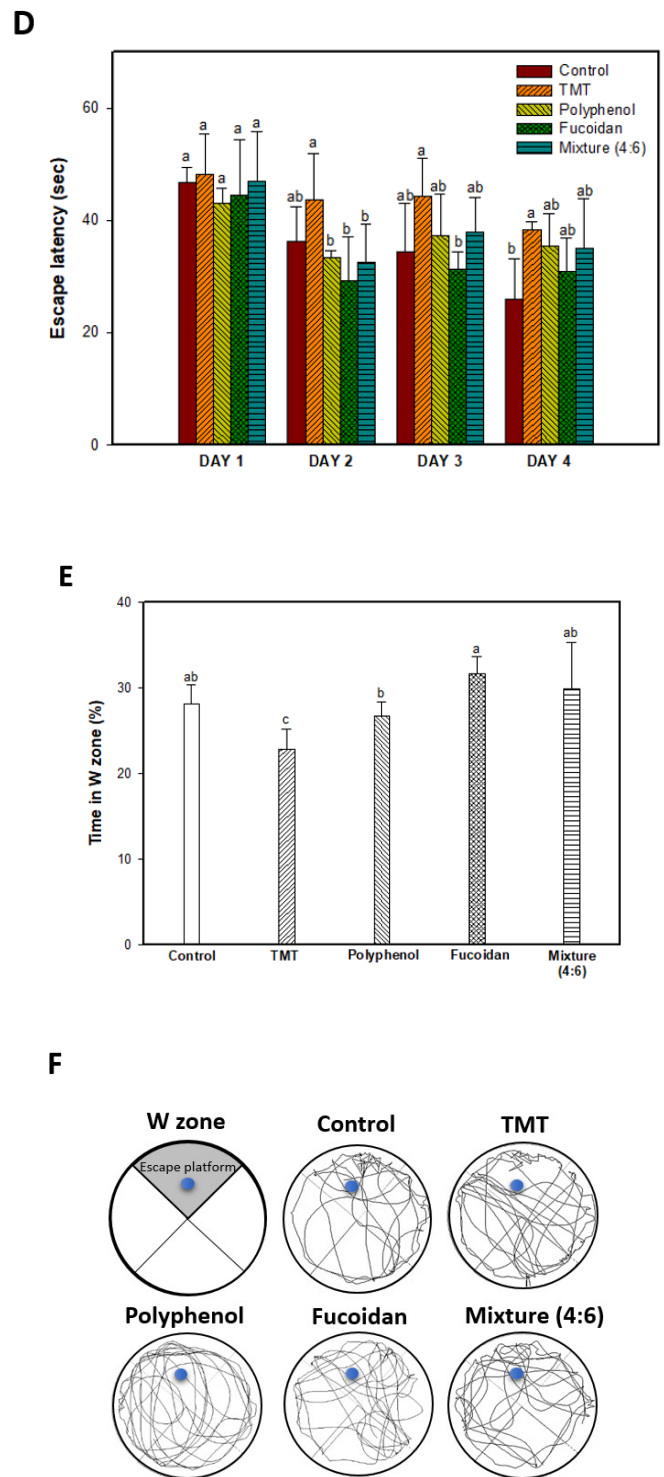 D
Escape latency (sec)
60
40
20
0
Control
TMT
Polyphenol
Fucoidan
Mixture (4:6)
a a a a a
ab a b b b
ab a ab b ab
b a ab ab ab
DAY 1 DAY 2 DAY 3 DAY 4
E
Time in W zone (%)
40
30
20
10
0
ab c b a ab
Control TMT Polyphenol Fucoidan Mixture
(4:6)
F
W zone Control TMT
Escape platform
Polyphenol Fucoidan Mixture (4:6)